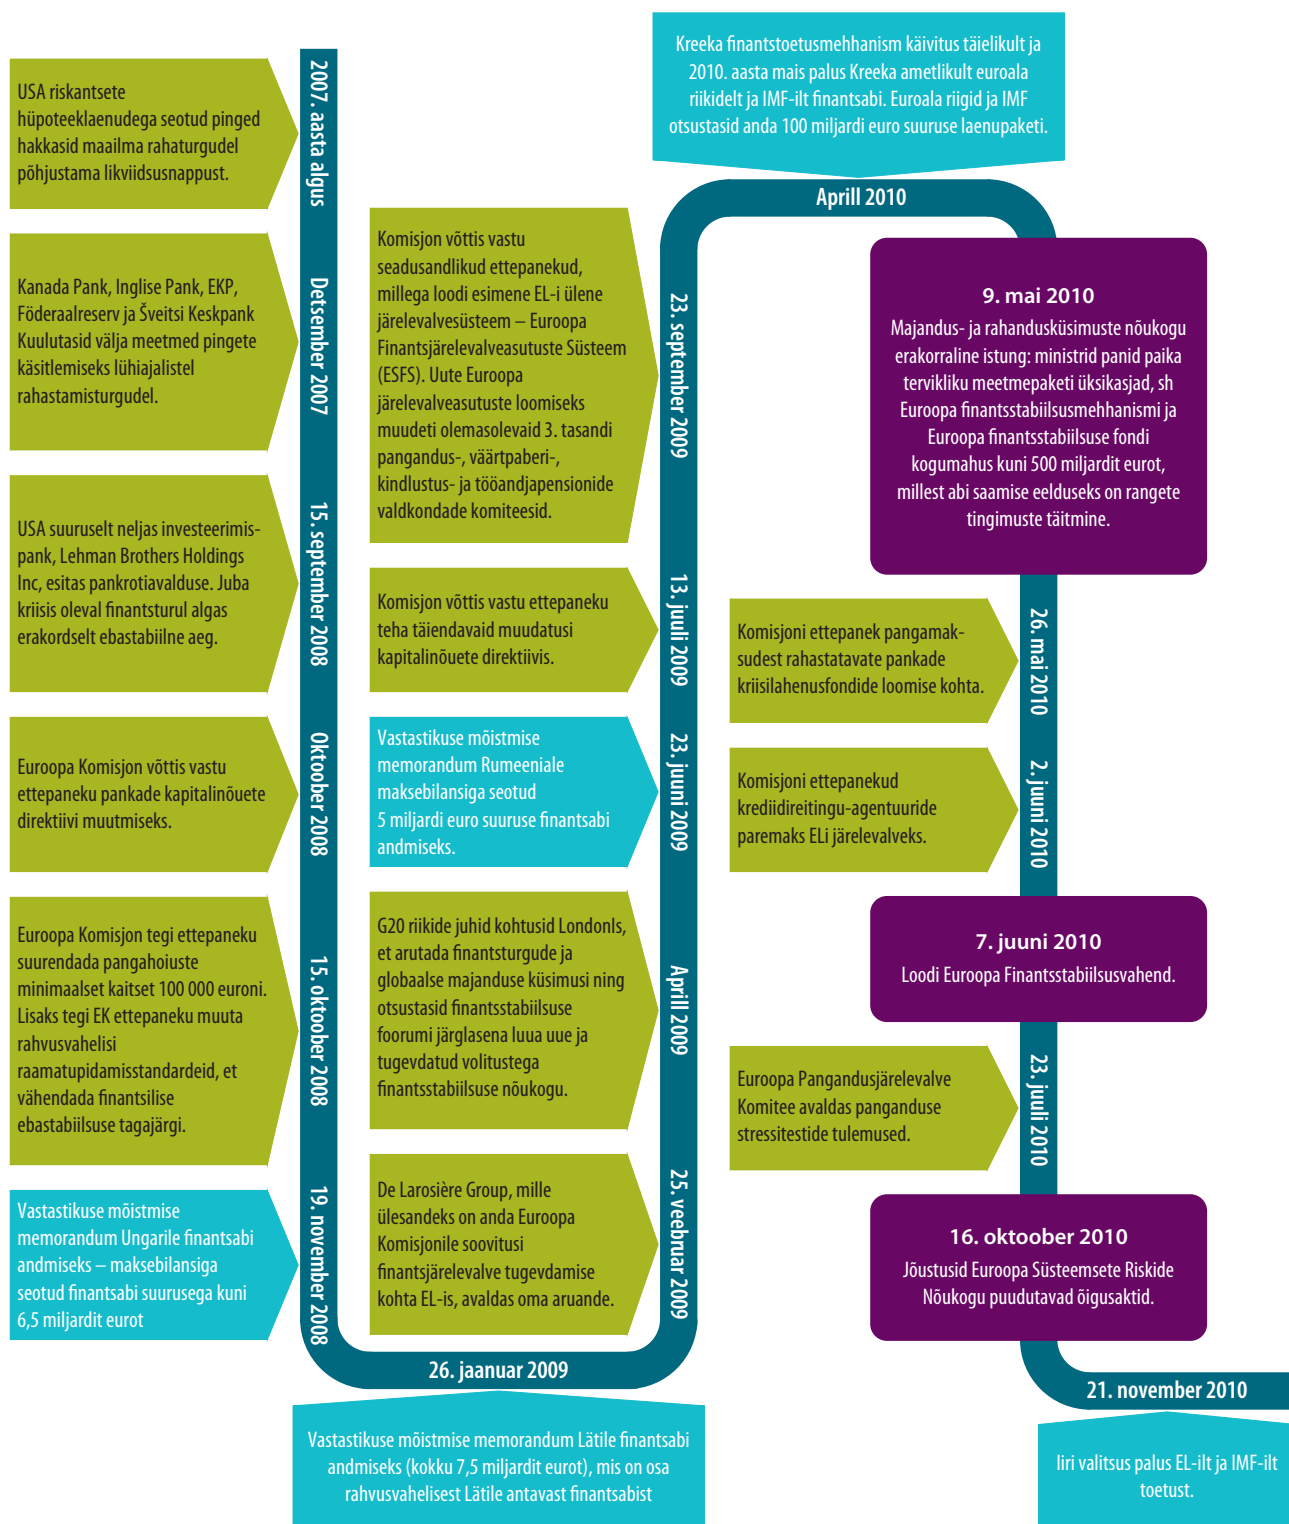 2007. aasta algus
USA riskantsete
hüpoteeklaenudega seotud pinged
hakkasid maailma rahaturgudel
põhjustama likviidsusnappust.
Detsember 2007
Kanada Pank, Inglise Pank, EKP,
Föderaalreserv ja Šveitsi Keskpank
Kuulutasid välja meetmed pingete
käsitlemiseks lühiajalistel
rahastamisturgudel.
15. september 2008
USA suuruselt neljas investeerimis-
pank, Lehman Brothers Holdings
Inc, esitas pankrotiavalduse. Juba
kriisis oleval finantsturul algas
erakordselt ebastabiilne aeg.
Oktoober 2008
Euroopa Komisjon võttis vastu
ettepaneku pankade kapitalinõuete
direktiivi muutmiseks.
15. oktoober 2008
Euroopa Komisjon tegi ettepaneku
suurendada pangahoiuste
minimaalset kaitset 100 000 euroni.
Lisaks tegi EK ettepaneku muuta
rahvusvahelisi
raamatupidamisstandardeid, et
vähendada finantsilise
ebastabiilsuse tagajärgi.
19. november 2008
Vastastikuse mõistmise
memorandum Ungarile finantsabi
andmiseks – maksebilansiga
seotud finantsabi suurusega kuni
6,5 miljardit eurot
26. jaanuar 2009
Vastastikuse mõistmise memorandum Lätile finantsabi
andmiseks (kokku 7,5 miljardit eurot), mis on osa
rahvusvahelisest Lätile antavast finantsabist
25. veebruar 2009
De Larosière Group, mille
ülesandeks on anda Euroopa
Komisjonile soovitusi
finantsjärelevalve tugevdamise
kohta EL-is, avaldas oma aruande.
Aprill 2009
G20 riikide juhid kohtusid Londonls,
et arutada finantsturgude ja
globaalse majanduse küsimusi ning
otsustasid finantsstabiilsuse
foorumi järglasena luua uue ja
tugevdatud volitustega
finantsstabiilsuse nõukogu.
23. juuni 2009
Vastastikuse mõistmise
memorandum Rumeeniale
maksebilansiga seotud
5 miljardi euro suuruse finantsabi
andmiseks.
13. juuli 2009
Komisjon võttis vastu ettepaneku
teha täiendavaid muudatusi
kapitalinõuete direktiivis.
23. september 2009
Komisjon võttis vastu
seadusandlikud ettepanekud,
millega loodi esimene EL-i ülene
järelevalvesüsteem – Euroopa
Finantsjärelevalveasutuste Süsteem
(ESFS). Uute Euroopa
järelevalveasutuste loomiseks
muudeti olemasolevaid 3. tasandi
pangandus-, väärtpaberi-,
kindlustus- ja tööandjapensionide
valdkondade komiteesid.
Aprill 2010
Kreeka finantstoetusmehhanism käivitus täielikult ja
2010. aasta mais palus Kreeka ametlikult euroala
riikidelt ja IMF-ilt finantsabi. Euroala riigid ja IMF
otsustasid anda 100 miljardi euro suuruse laenupaketi.
9. mai 2010
Majandus- ja rahandusküsimuste nõukogu
erakorraline istung: ministrid panid paika
tervikliku meetmepaketi üksikasjad, sh
Euroopa finantsstabiilsusmehhanismi ja
Euroopa finantsstabiilsuse fondi
kogumahus kuni 500 miljardit eurot,
millest abi saamise eelduseks on rangete
tingimuste täitmine.
26. mai 2010
Komisjoni ettepanek pangamak-
sudest rahastatavate pankade
kriisilahenusfondide loomise kohta.
2. juuni 2010
Komisjoni ettepanekud
krediidireitingu-agentuuride
paremaks ELi järelevalveks.
7. juuni 2010
Loodi Euroopa Finantsstabiilsusvahend.
23. juuli 2010
Euroopa Pangandusjärelevalve
Komitee avaldas panganduse
stressitestide tulemused.
16. oktoober 2010
Jõustusid Euroopa Süsteemsete Riskide
Nõukogu puudutavad õigusaktid.
21. november 2010
Iiri valitsus palus EL-ilt ja IMF-ilt
toetust.